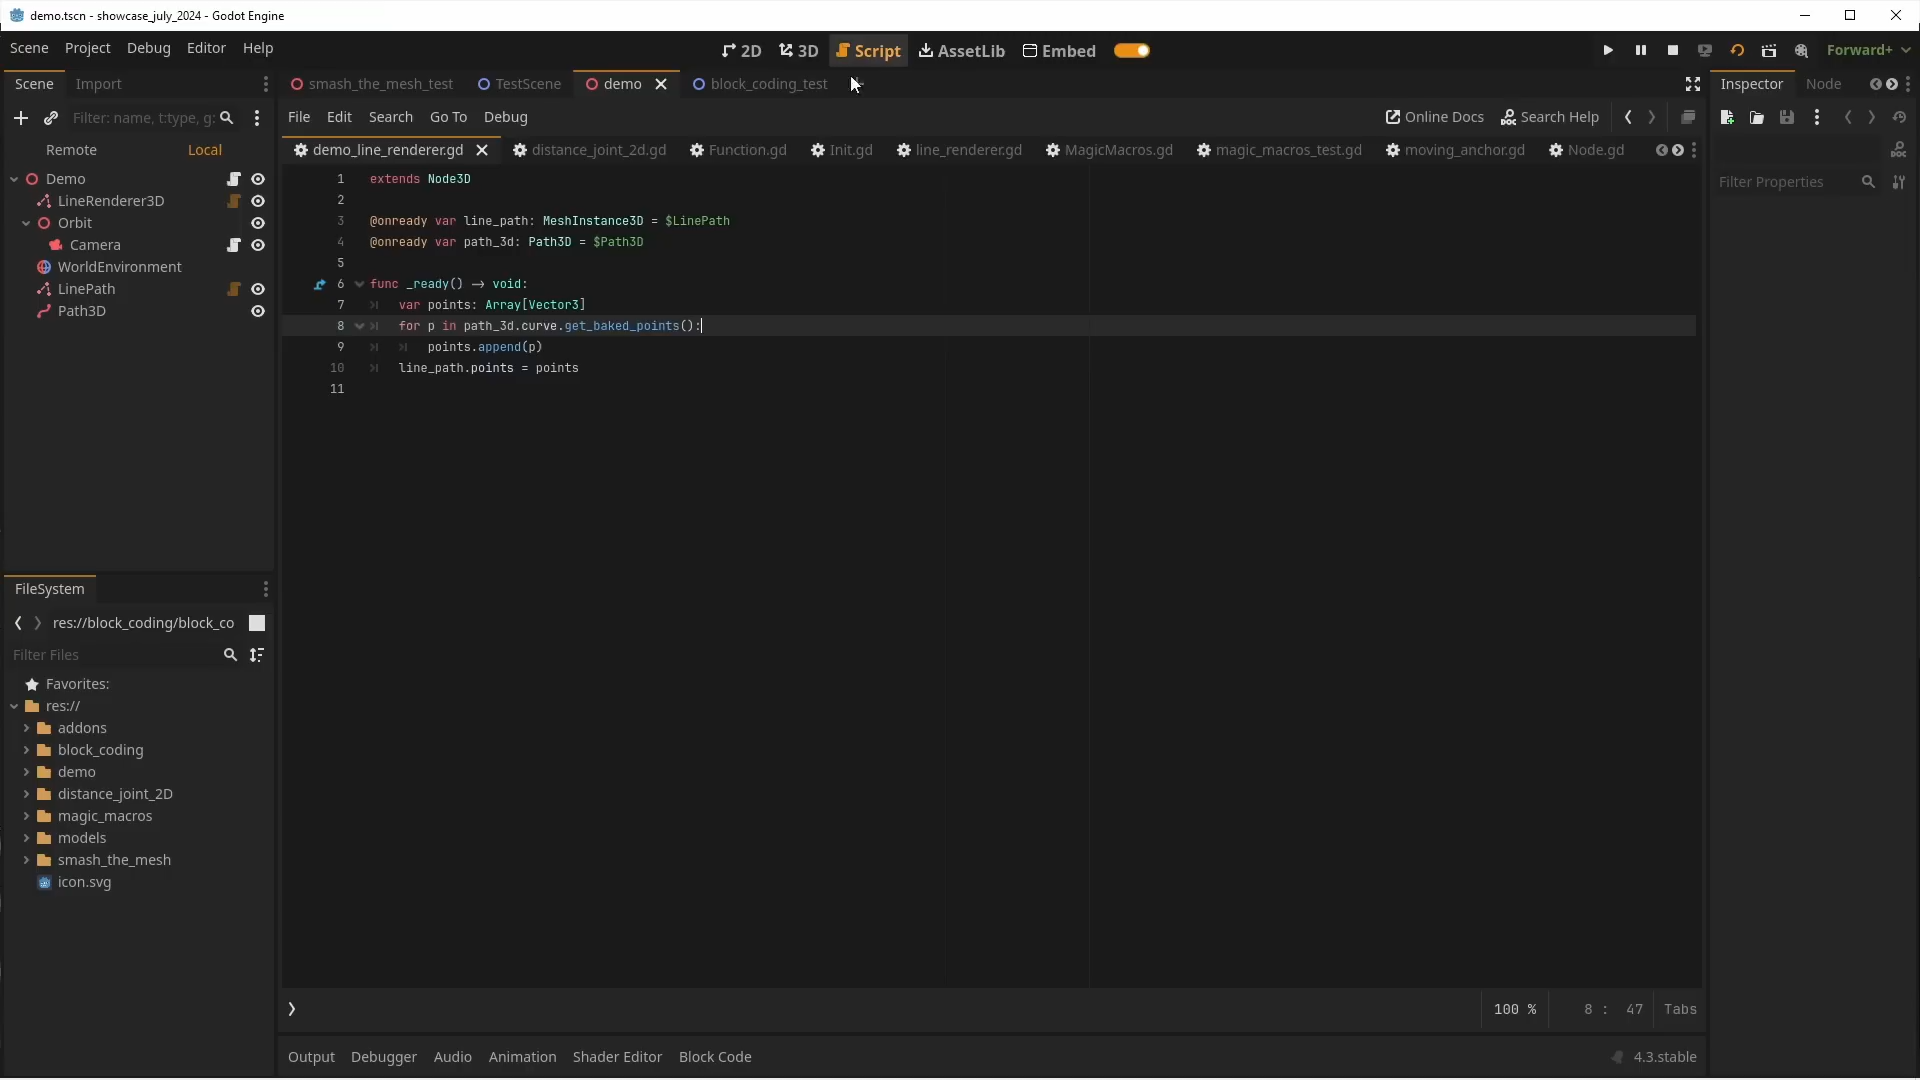 demo.tscn - showcase_july_2024 - Godot Engine
Scene Project Debug Editor Help
2D 3D Script AssetLib Embed
Forward+
Scene Import
smash_the_mesh_test TestScene demo block_coding_test
Inspector Node
Filter: name, t:type, g:
File Edit Search Go To Debug
Online Docs Search Help
Remote Local
demo_line_renderer.gd distance_joint_2d.gd Function.gd Init.gd line_renderer.gd MagicMacros.gd magic_macros_test.gd moving_anchor.gd Node.gd
Filter Properties
Demo
LineRenderer3D
Orbit
Camera
WorldEnvironment
LinePath
Path3D
1 extends Node3D
2
3 @onready var line_path: MeshInstance3D = $LinePath
4 @onready var path_3d: Path3D = $Path3D
5
6 func _ready() -> void:
7 var points: Array[Vector3]
8 for p in path_3d.curve.get_baked_points():
9 points.append(p)
10 line_path.points = points
11
FileSystem
res://block_coding/block_co
Filter Files
Favorites:
res://
addons
block_coding
demo
distance_joint_2D
magic_macros
models
smash_the_mesh
icon.svg
100 % 8 : 47 Tabs
Output Debugger Audio Animation Shader Editor Block Code
4.3.stable